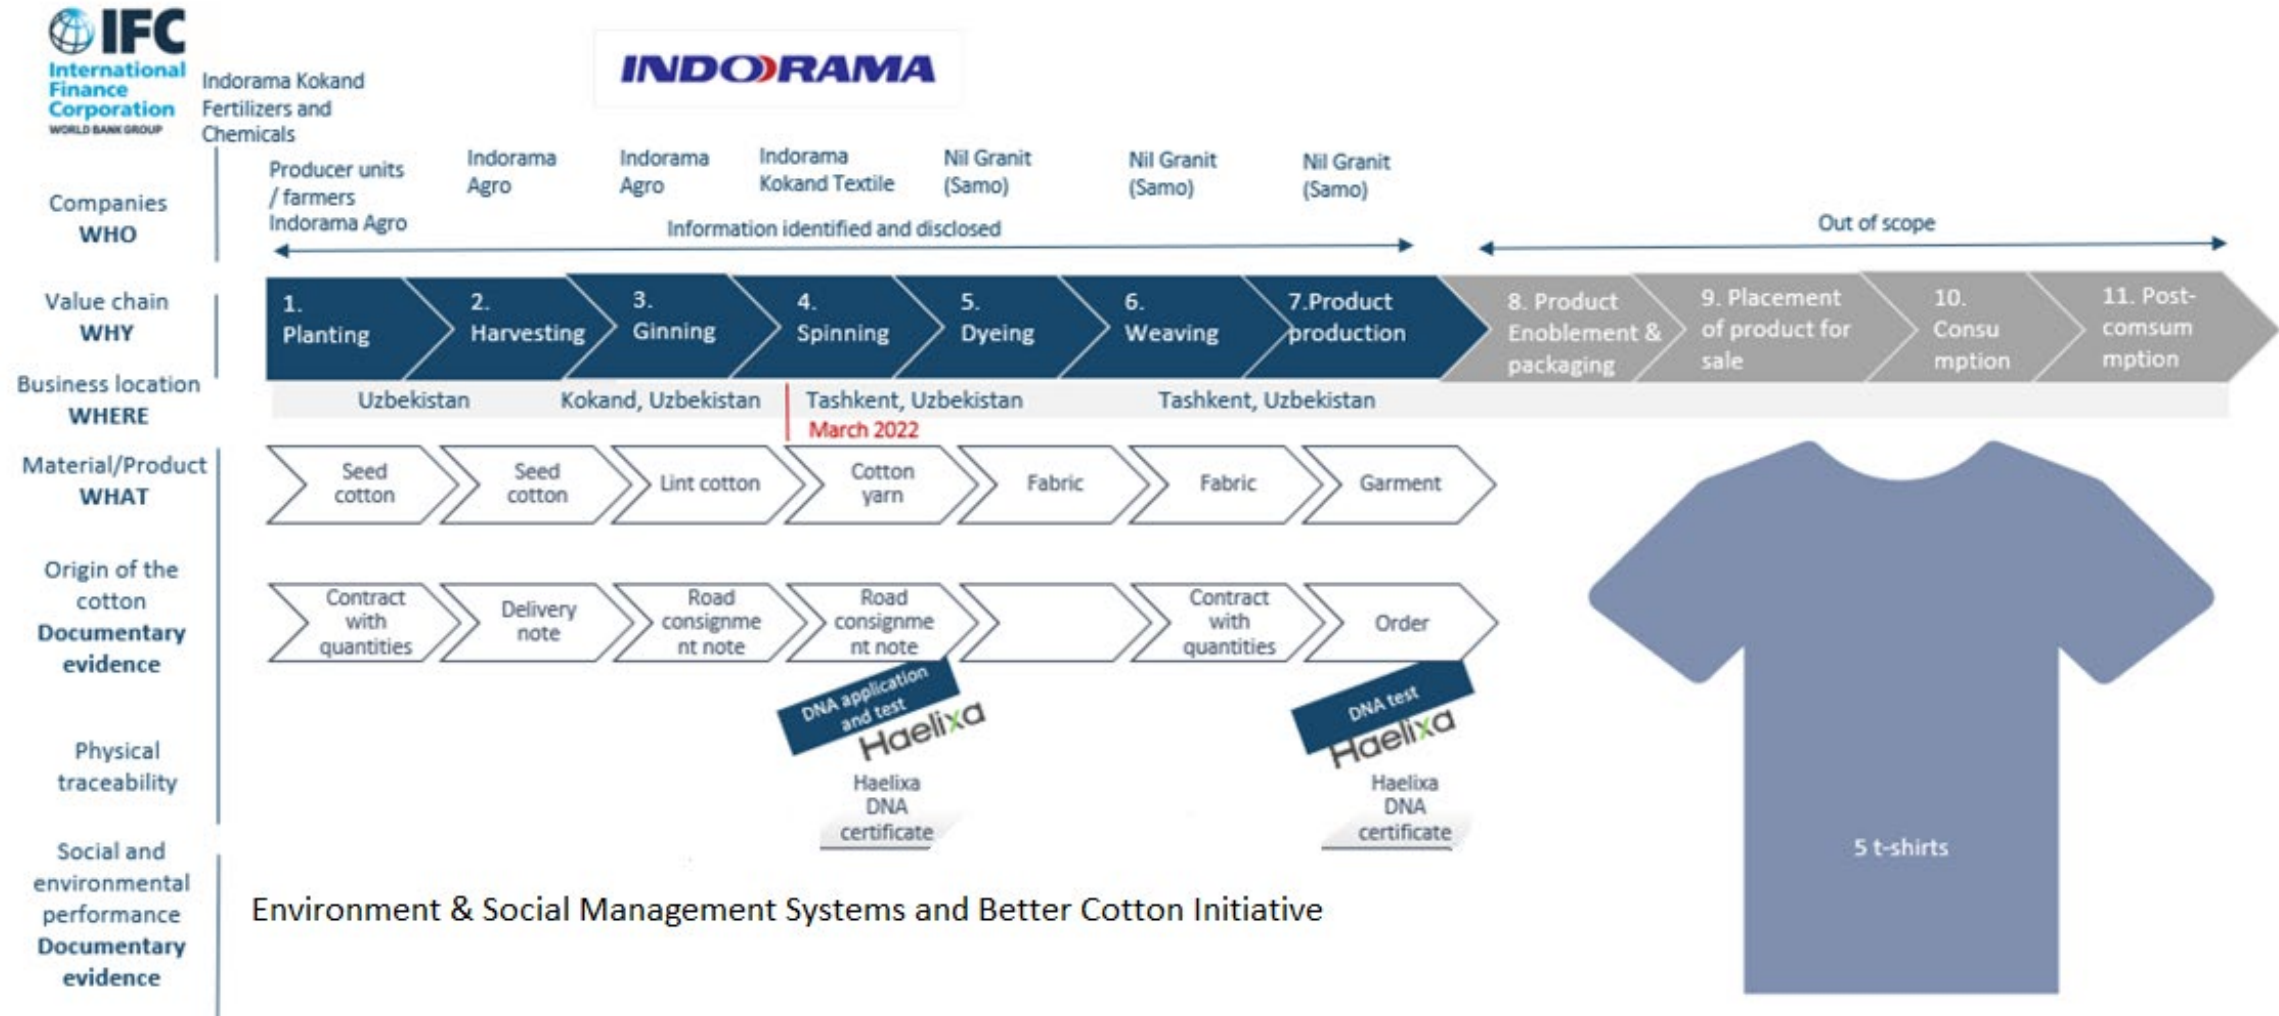 IFC
International
Finance
Corporation
WORLD BANK GROUP
Indorama Kokand
Fertilizers and
Chemicals
INDORAMA
Companies
WHO
Producer units
/ farmers
Indorama Agro
Indorama
Agro
Indorama
Agro
Indorama
Kokand Textile
Nil Granit
(Samo)
Nil Granit
(Samo)
Nil Granit
(Samo)
Information identified and disclosed
Out of scope
Value chain
WHY
1.
Planting
2.
Harvesting
3.
Ginning
4.
Spinning
5.
Dyeing
6.
Weaving
7.Product
production
8. Product
Enoblement &
packaging
9. Placement
of product for
sale
10.
Consu
mption
11. Post-
comsum
mption
Business location
WHERE
Uzbekistan
Kokand, Uzbekistan
Tashkent, Uzbekistan
March 2022
Tashkent, Uzbekistan
Material/Product
WHAT
Seed
cotton
Seed
cotton
Lint cotton
Cotton
yarn
Fabric
Fabric
Garment
Origin of the
cotton
Documentary
evidence
Contract
with
quantities
Delivery
note
Road
consignme
nt note
Road
consignme
nt note
Contract
with
quantities
Order
Physical
traceability
DNA application
and test
Haelixa
Haelixa
DNA
certificate
DNA test
Haelixa
Haelixa
DNA
certificate
Social and
environmental
performance
Documentary
evidence
Environment & Social Management Systems and Better Cotton Initiative
5 t-shirts